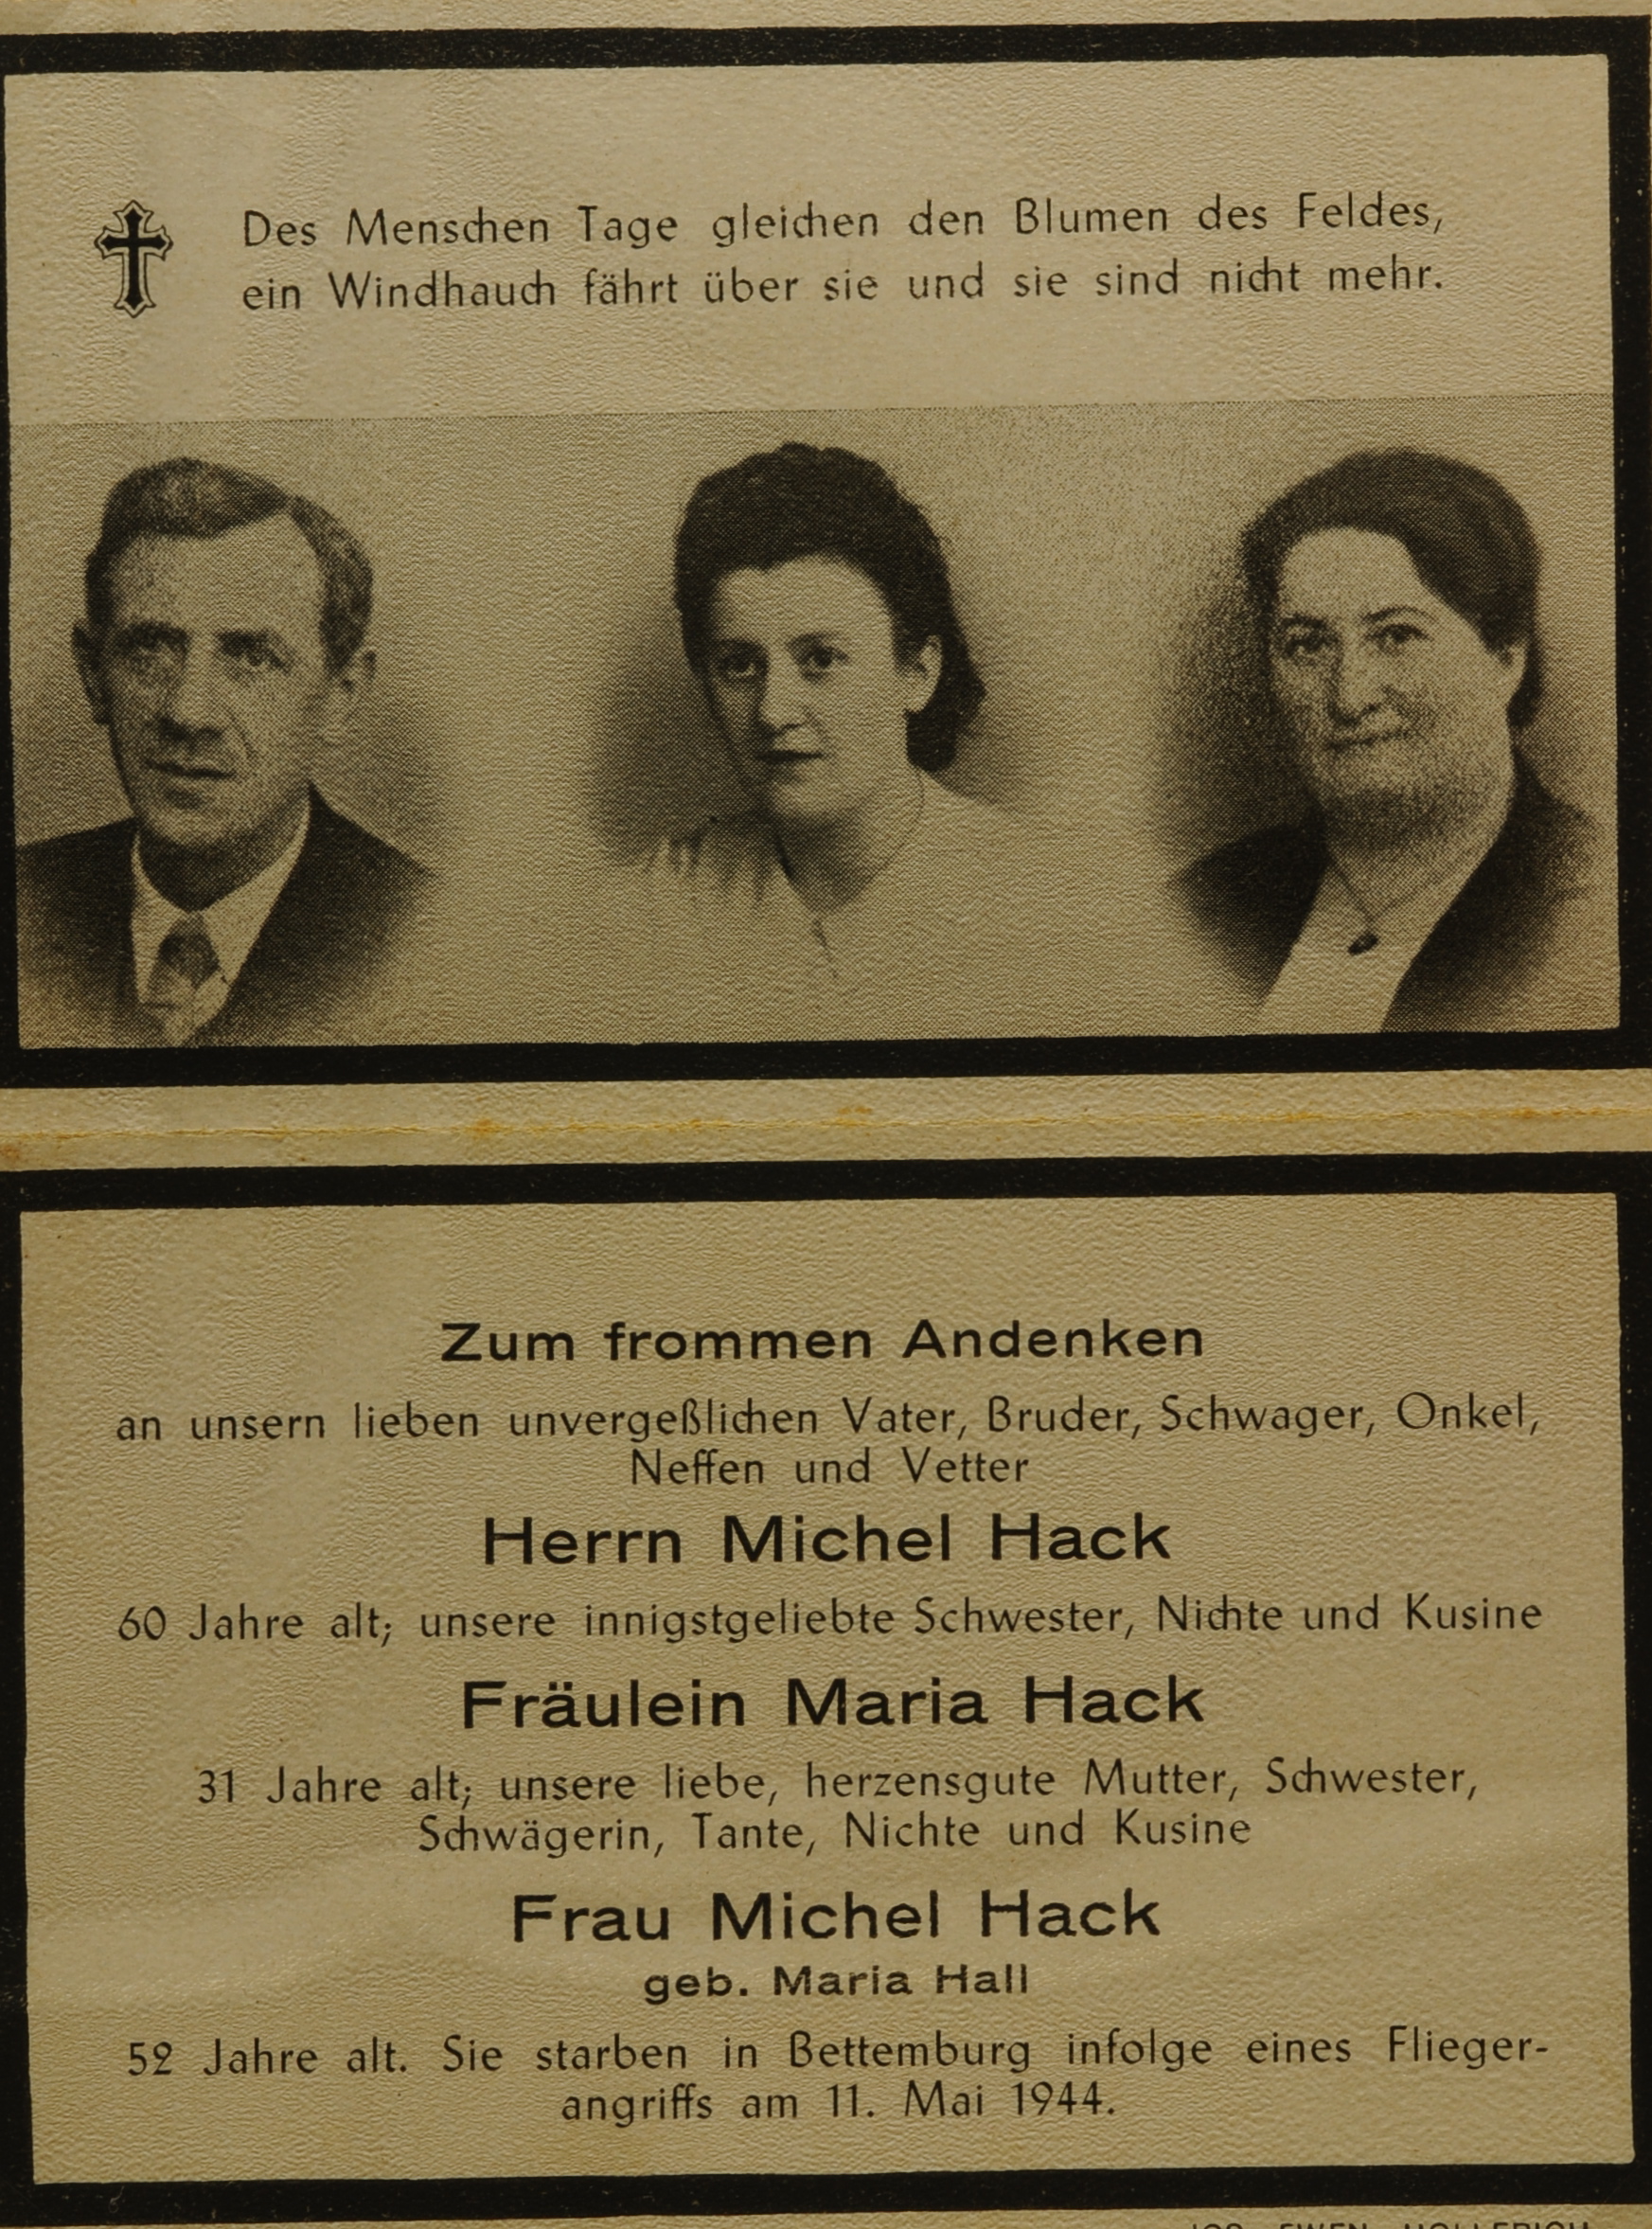 Des Menschen Tage gleichen den Blumen des Feldes,
ein Windhauch fährt über sie und sie sind nicht mehr.
Zum frommen Andenken
an unsern lieben unvergeßlichen Vater, Bruder, Schwager, Onkel,
Neffen und Vetter
Herrn Michel Hack
60 Jahre alt; unsere innigstgeliebte Schwester, Nichte und Kusine
Fräulein Maria Hack
31 Jahre alt; unsere liebe, herzensgute Mutter, Schwester,
Schwägerin, Tante, Nichte und Kusine
Frau Michel Hack
geb. Maria Hall
52 Jahre alt. Sie starben in Bettemburg infolge eines Flieger-
angriffs am 11. Mai 1944.